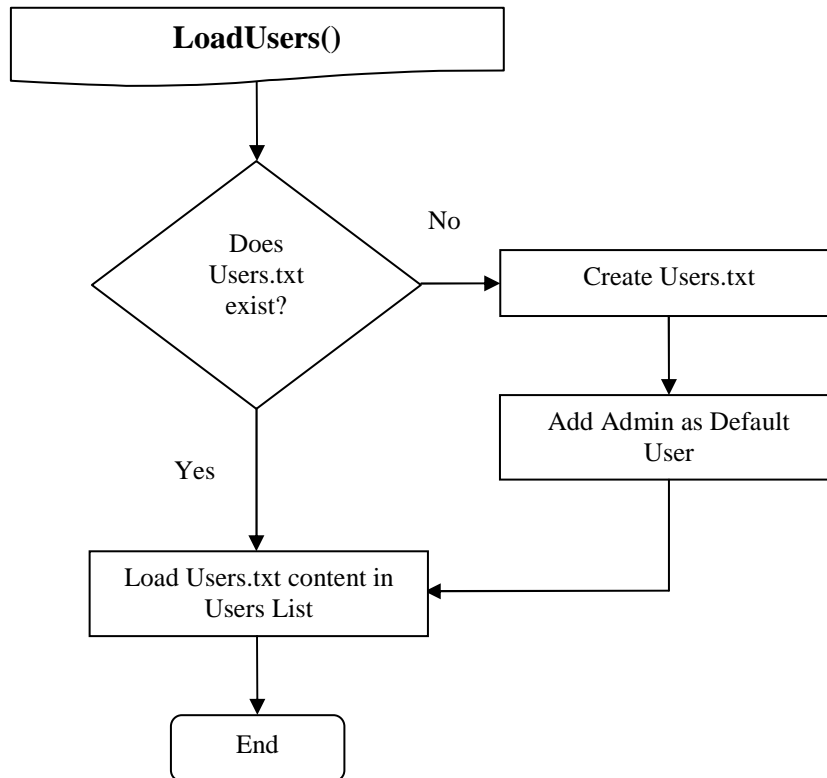 LoadUsers()
Does
Users.txt
exist?
No
Create Users.txt
Add Admin as Default
User
Yes
Load Users.txt content in
Users List
End